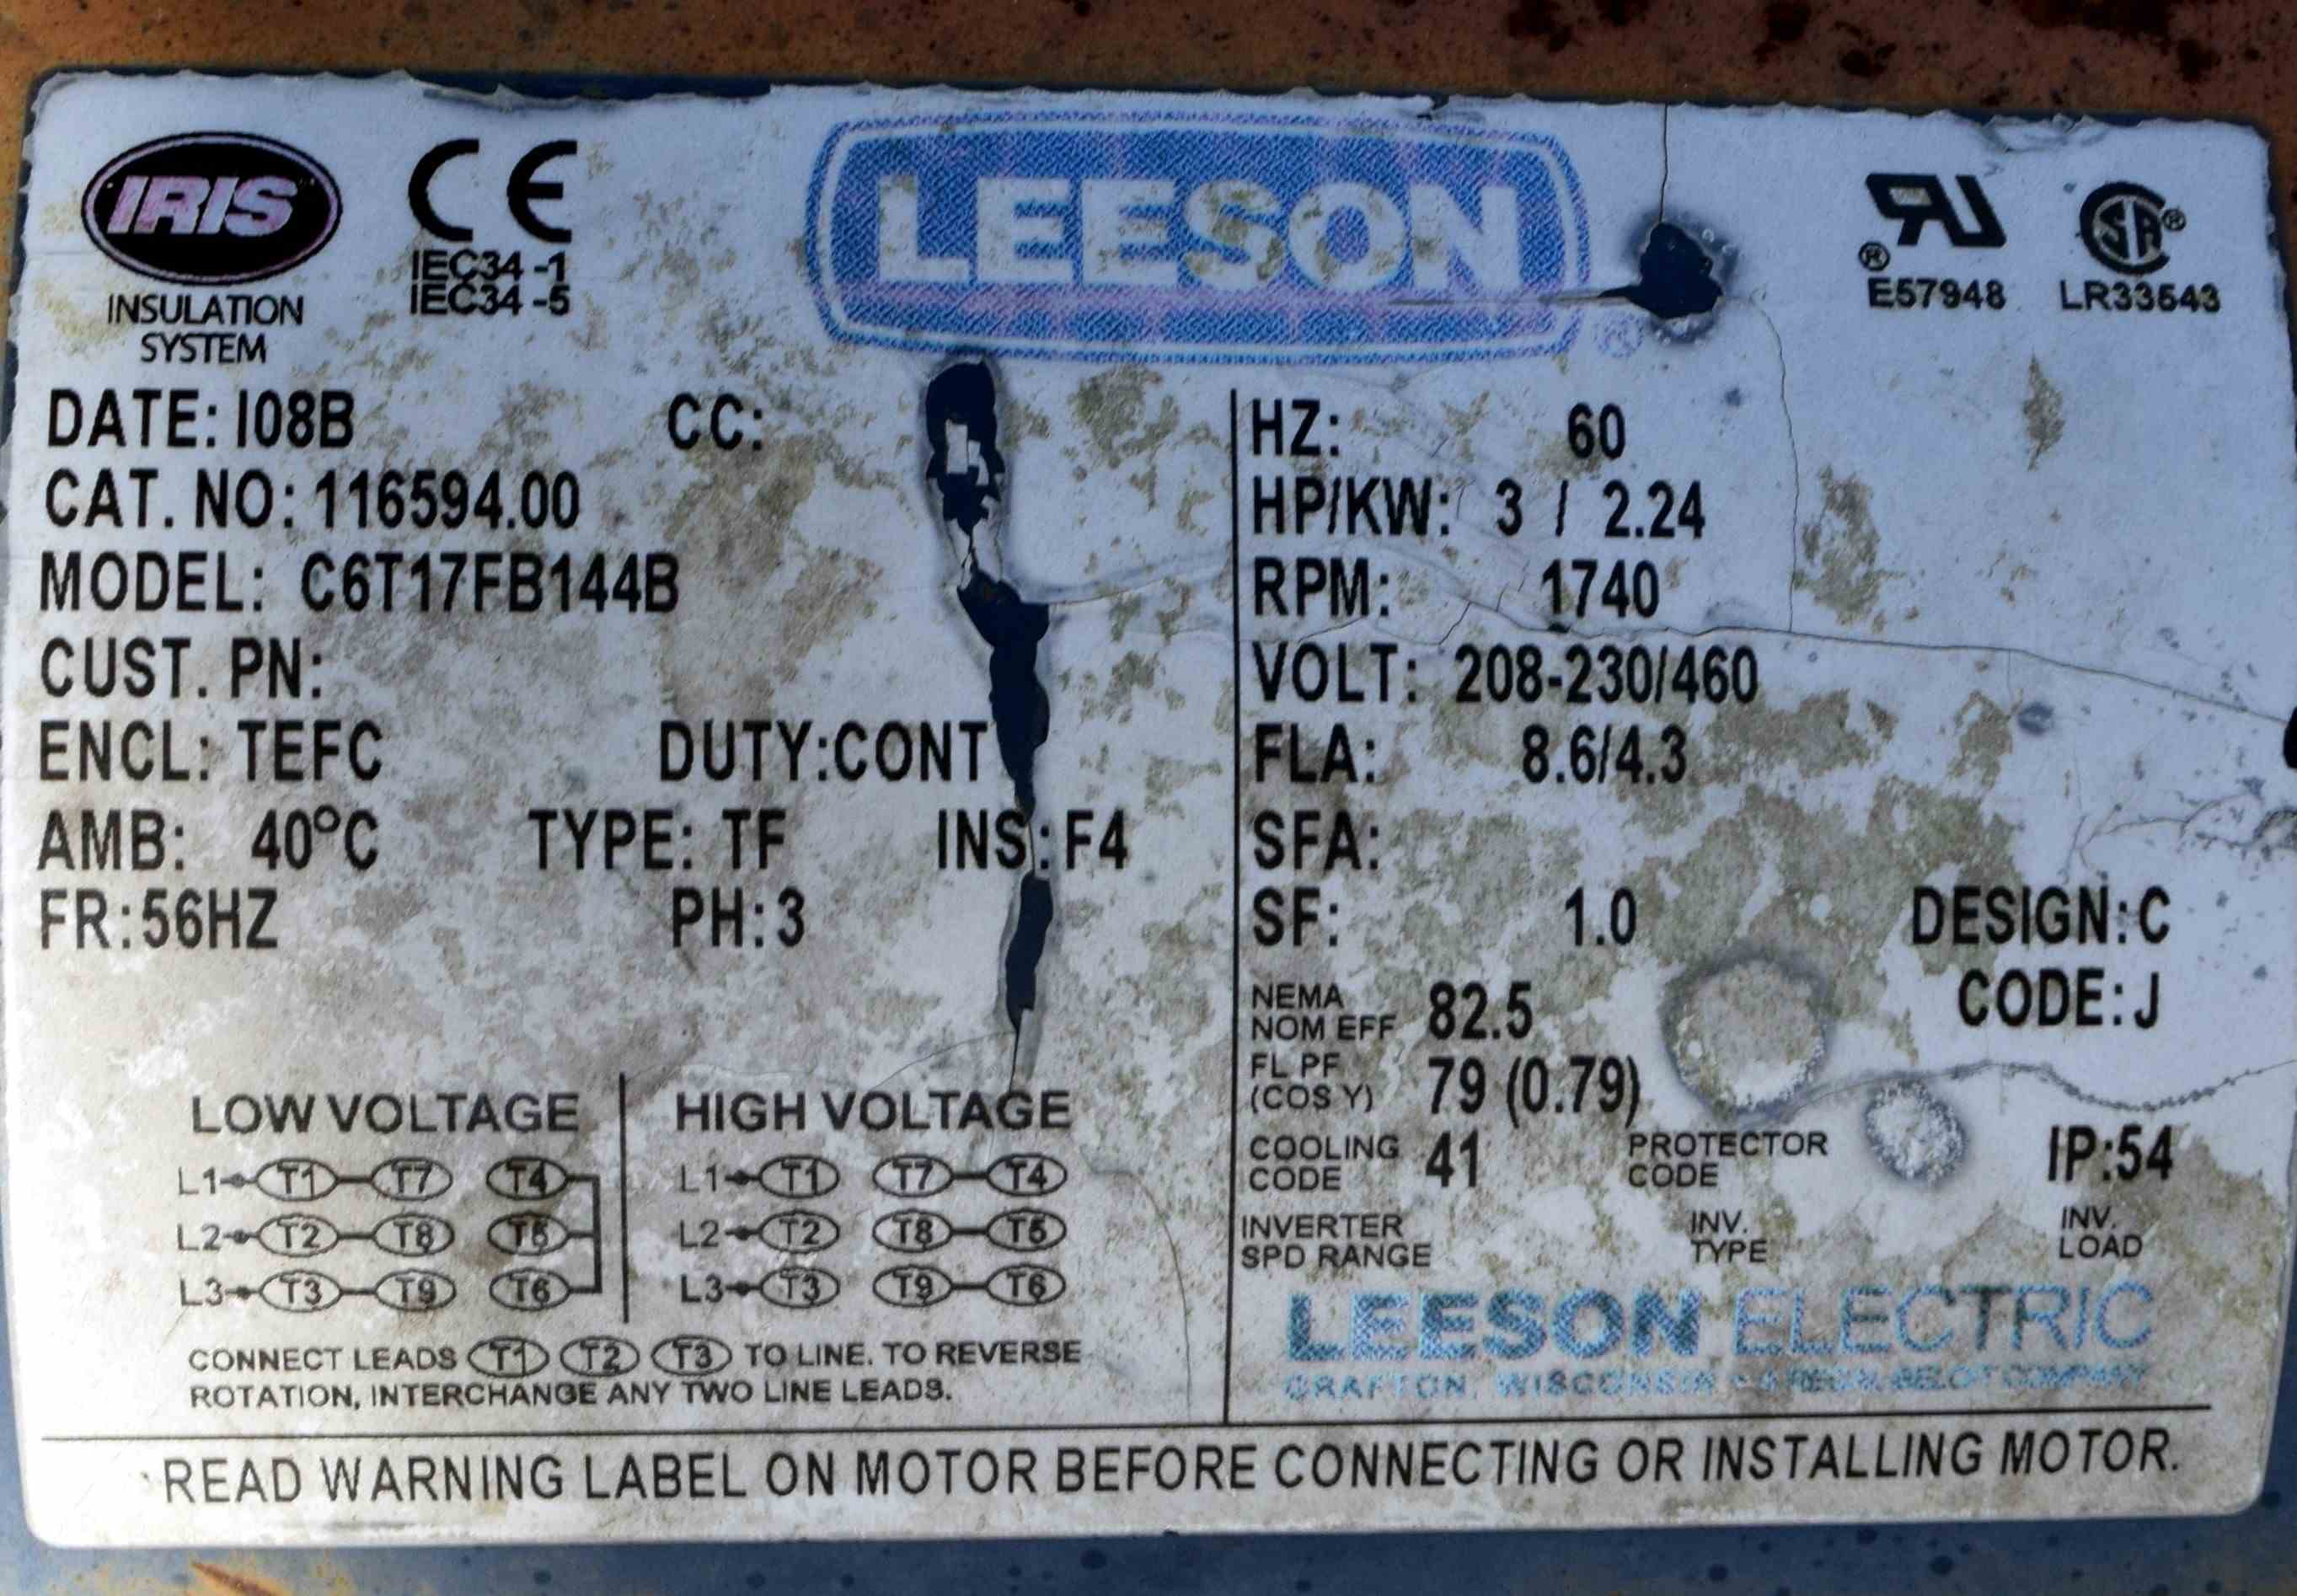 IRIS
INSULATION
SYSTEM
CE
IEC34 -1
IEC34 -5
LEESON ®
®
E57948
SA ®
LR33543
DATE: I08B CC:
CAT. NO: 116594.00
MODEL: C6T17FB144B
CUST. PN:
ENCL: TEFC DUTY:CONT
AMB: 40°C TYPE: TF INS:F4
FR:56HZ PH:3
HZ: 60
HP/KW: 3 / 2.24
RPM: 1740
VOLT: 208-230/460
FLA: 8.6/4.3
SFA:
SF: 1.0 DESIGN:C
NEMA
NOM EFF 82.5 CODE:J
FL PF
(COS Y) 79 (0.79)
COOLING
CODE 41 PROTECTOR
CODE IP:54
INVERTER
SPD RANGE INV.
TYPE INV.
LOAD
LOW VOLTAGE HIGH VOLTAGE
L1 T1 T7 T4 L1 T1 T7 T4
L2 T2 T8 T5 L2 T2 T8 T5
L3 T3 T9 T6 L3 T3 T9 T6
CONNECT LEADS T1 T2 T3 TO LINE. TO REVERSE
ROTATION, INTERCHANGE ANY TWO LINE LEADS.
LEESON ELECTRIC
GRAFTON, WISCONSIN - A REGAL-BELOIT COMPANY
READ WARNING LABEL ON MOTOR BEFORE CONNECTING OR INSTALLING MOTOR.